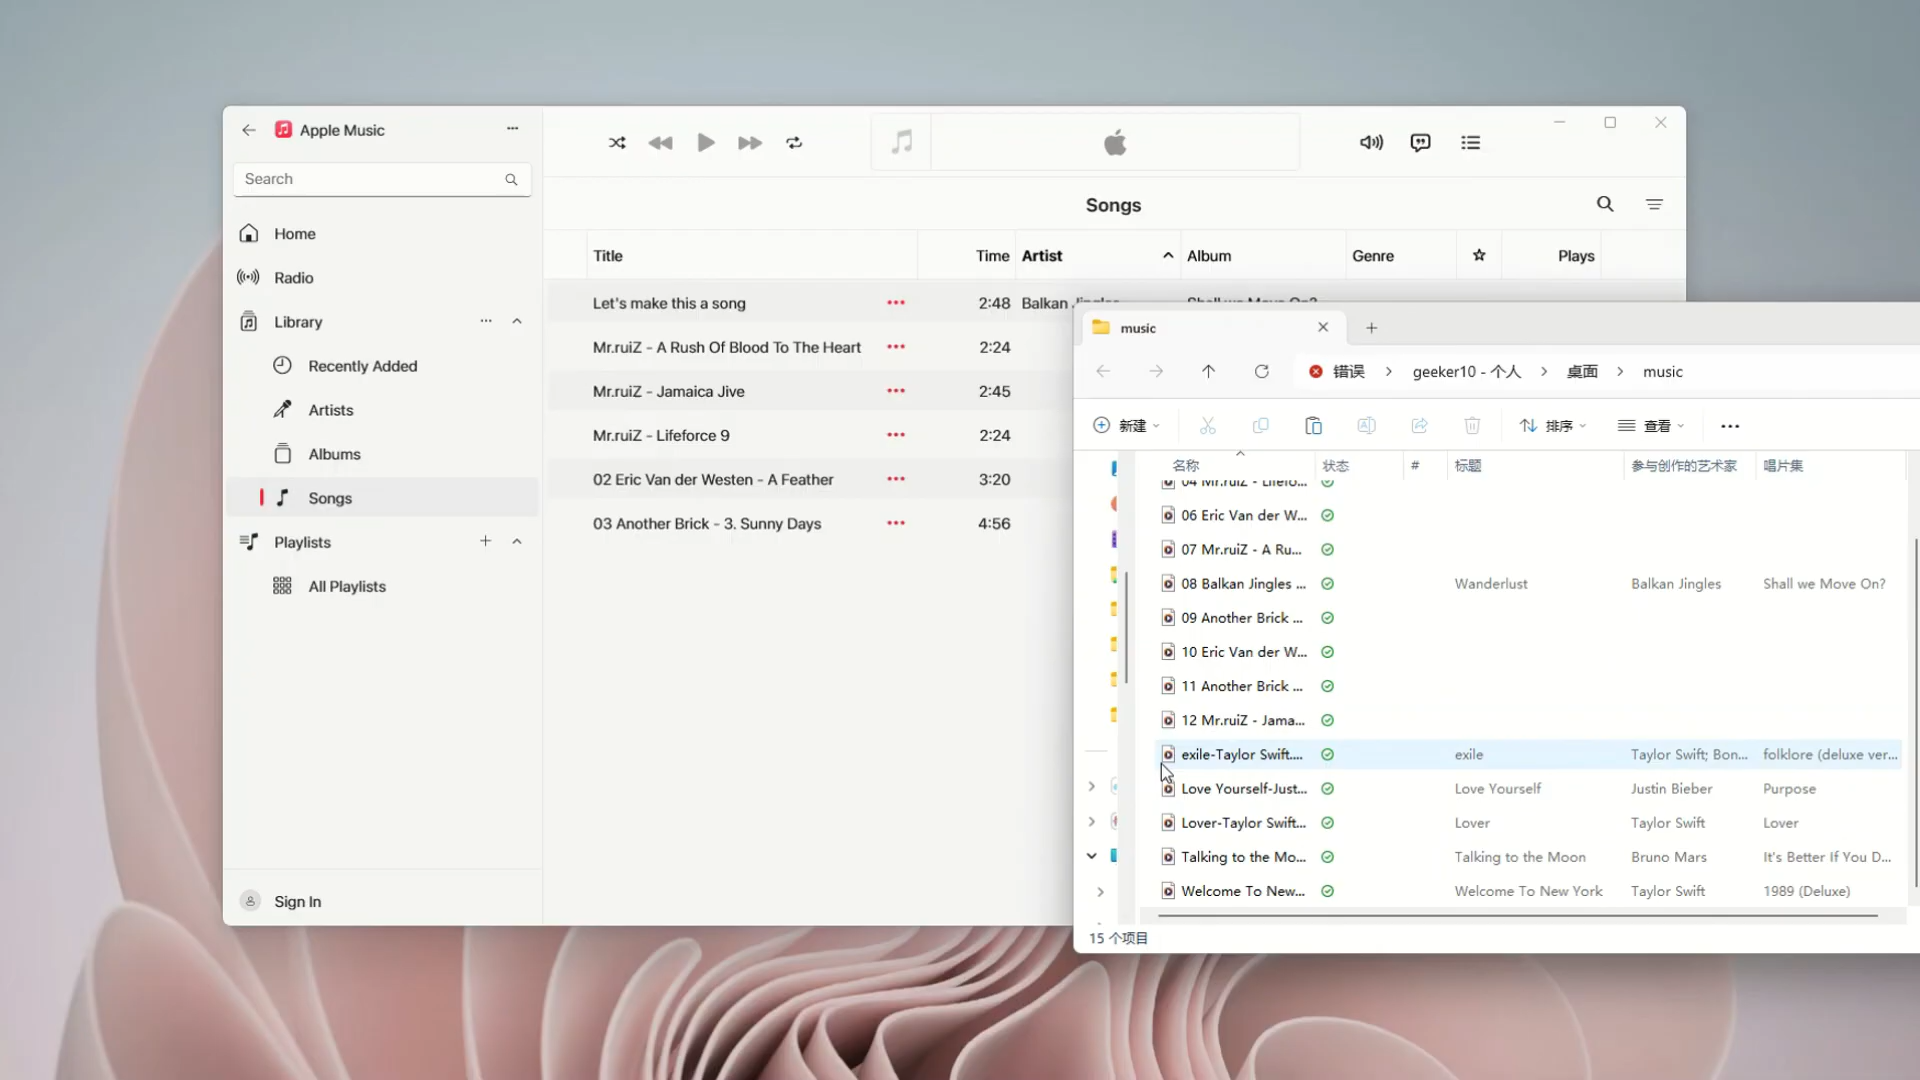 Apple Music
Search
Home
Radio
Library
Recently Added
Artists
Albums
Songs
Playlists
All Playlists
Sign In
Songs
Title Time Artist Album Genre Plays
Let's make this a song 2:48 Balkan Jingles Shall we Move On?
Mr.ruiZ - A Rush Of Blood To The Heart 2:24
Mr.ruiZ - Jamaica Jive 2:45
Mr.ruiZ - Lifeforce 9 2:24
02 Eric Van der Westen - A Feather 3:20
03 Another Brick - 3. Sunny Days 4:56
music
错误 geeker10 - 个人 桌面 music
新建 排序 查看
名称 状态 # 标题 参与创作的艺术家 唱片集
04 Mr.ruiZ - Lifefo...
06 Eric Van der W...
07 Mr.ruiZ - A Ru...
08 Balkan Jingles ... Wanderlust Balkan Jingles Shall we Move On?
09 Another Brick ...
10 Eric Van der W...
11 Another Brick ...
12 Mr.ruiZ - Jama...
exile-Taylor Swift.... exile Taylor Swift; Bon... folklore (deluxe ver...
Love Yourself-Just... Love Yourself Justin Bieber Purpose
Lover-Taylor Swift... Lover Taylor Swift Lover
Talking to the Mo... Talking to the Moon Bruno Mars It's Better If You D...
Welcome To New... Welcome To New York Taylor Swift 1989 (Deluxe)
15 个项目